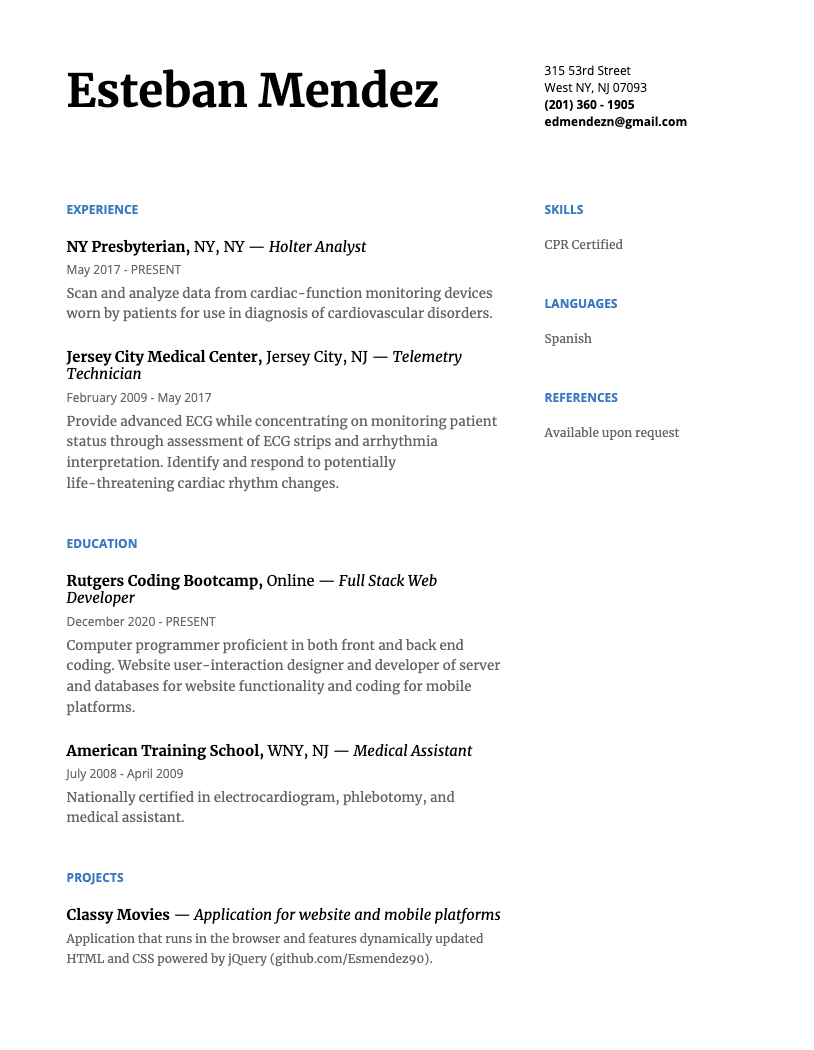 Esteban Mendez
315 53rd Street
West NY, NJ 07093
(201) 360 - 1905
edmendezn@gmail.com
EXPERIENCE
NY Presbyterian, NY, NY — Holter Analyst
May 2017 - PRESENT
Scan and analyze data from cardiac-function monitoring devices
worn by patients for use in diagnosis of cardiovascular disorders.
Jersey City Medical Center, Jersey City, NJ — Telemetry
Technician
February 2009 - May 2017
Provide advanced ECG while concentrating on monitoring patient
status through assessment of ECG strips and arrhythmia
interpretation. Identify and respond to potentially
life-threatening cardiac rhythm changes.
EDUCATION
Rutgers Coding Bootcamp, Online — Full Stack Web
Developer
December 2020 - PRESENT
Computer programmer proficient in both front and back end
coding. Website user-interaction designer and developer of server
and databases for website functionality and coding for mobile
platforms.
American Training School, WNY, NJ — Medical Assistant
July 2008 - April 2009
Nationally certified in electrocardiogram, phlebotomy, and
medical assistant.
PROJECTS
Classy Movies — Application for website and mobile platforms
Application that runs in the browser and features dynamically updated
HTML and CSS powered by jQuery (github.com/Esmendez90).
SKILLS
CPR Certified
LANGUAGES
Spanish
REFERENCES
Available upon request